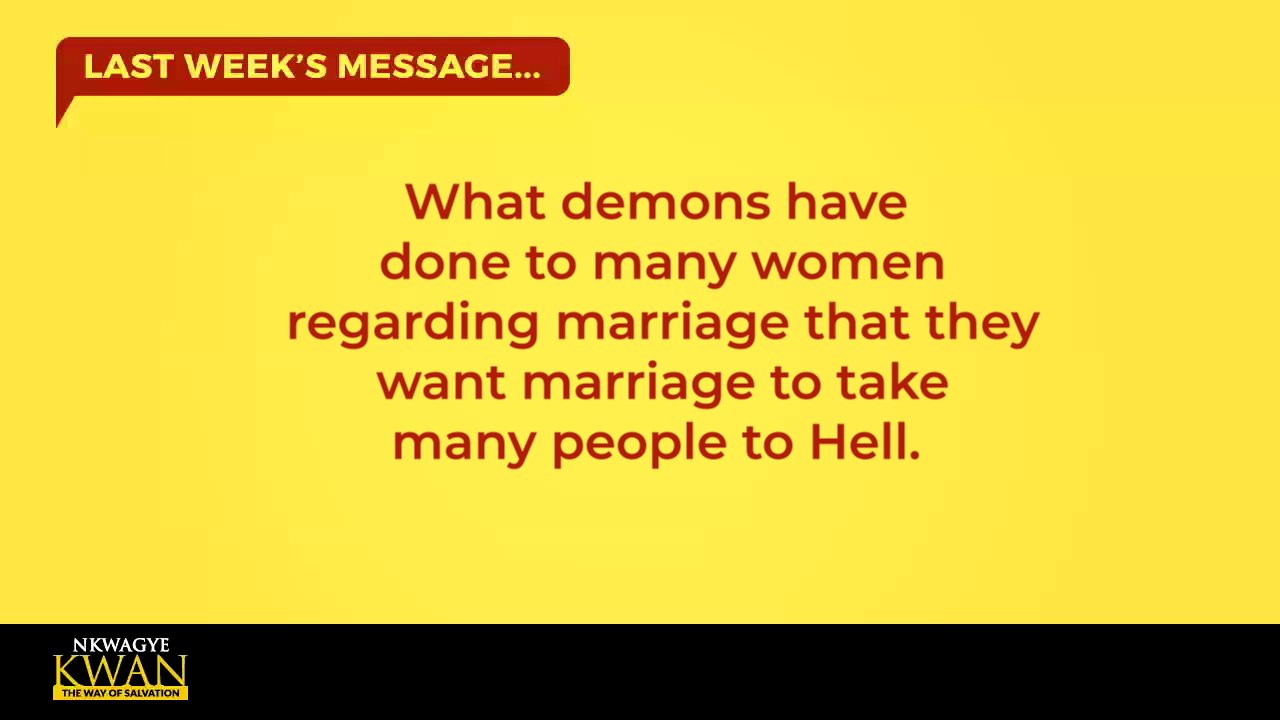 LAST WEEK'S MESSAGE...
What demons have
done to many women
regarding marriage that they
want marriage to take
many people to Hell.
NKWAGYE
KWAN
THE WAY OF SALVATION